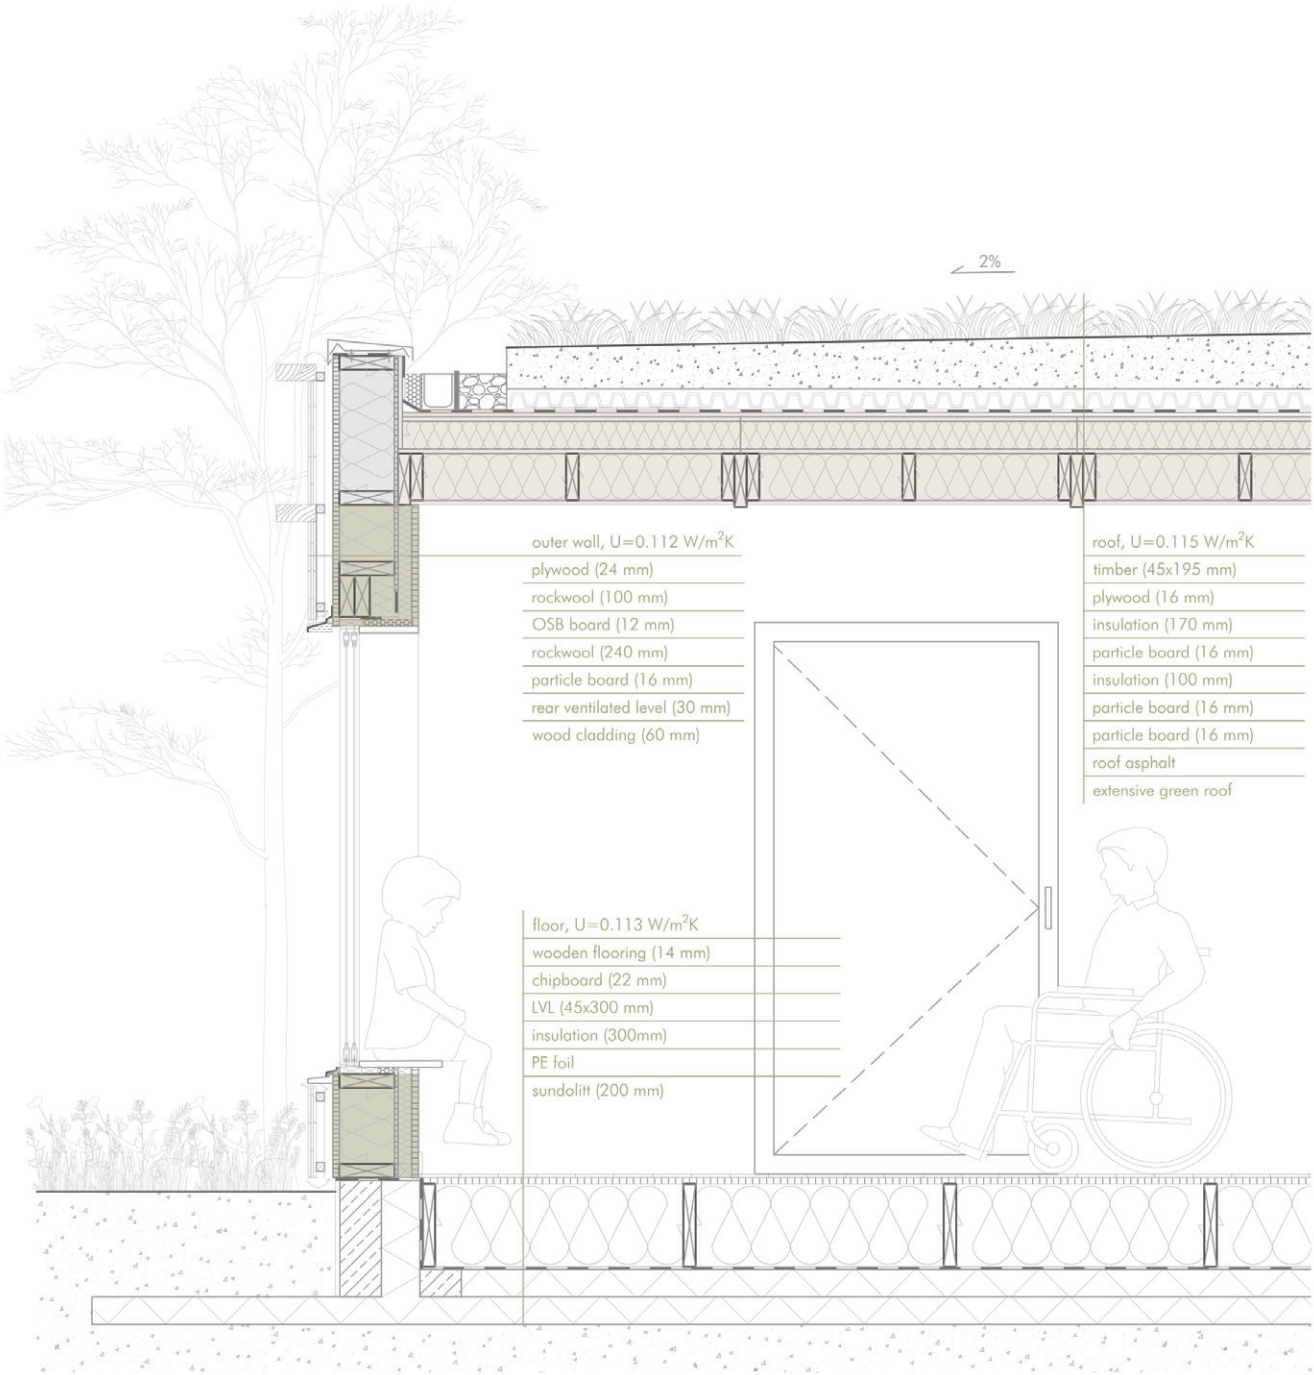 2%
outer wall, U=0.112 W/m²K
plywood (24 mm)
rockwool (100 mm)
OSB board (12 mm)
rockwool (240 mm)
particle board (16 mm)
rear ventilated level (30 mm)
wood cladding (60 mm)
roof, U=0.115 W/m²K
timber (45x195 mm)
plywood (16 mm)
insulation (170 mm)
particle board (16 mm)
insulation (100 mm)
particle board (16 mm)
particle board (16 mm)
roof asphalt
extensive green roof
floor, U=0.113 W/m²K
wooden flooring (14 mm)
chipboard (22 mm)
LVL (45x300 mm)
insulation (300mm)
PE foil
sundolitt (200 mm)